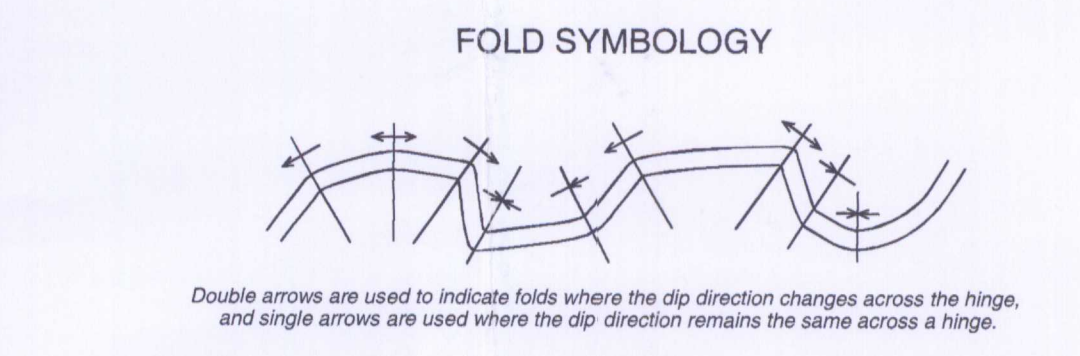 FOLD SYMBOLOGY
Double arrows are used to indicate folds where the dip direction changes across the hinge,
and single arrows are used where the dip direction remains the same across a hinge.